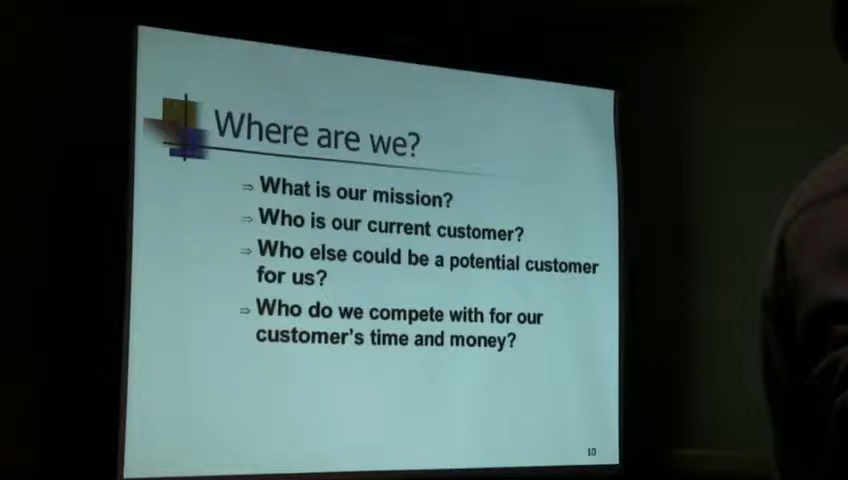 Where are we?
⇒ What is our mission?
⇒ Who is our current customer?
⇒ Who else could be a potential customer
for us?
⇒ Who do we compete with for our
customer's time and money?
10